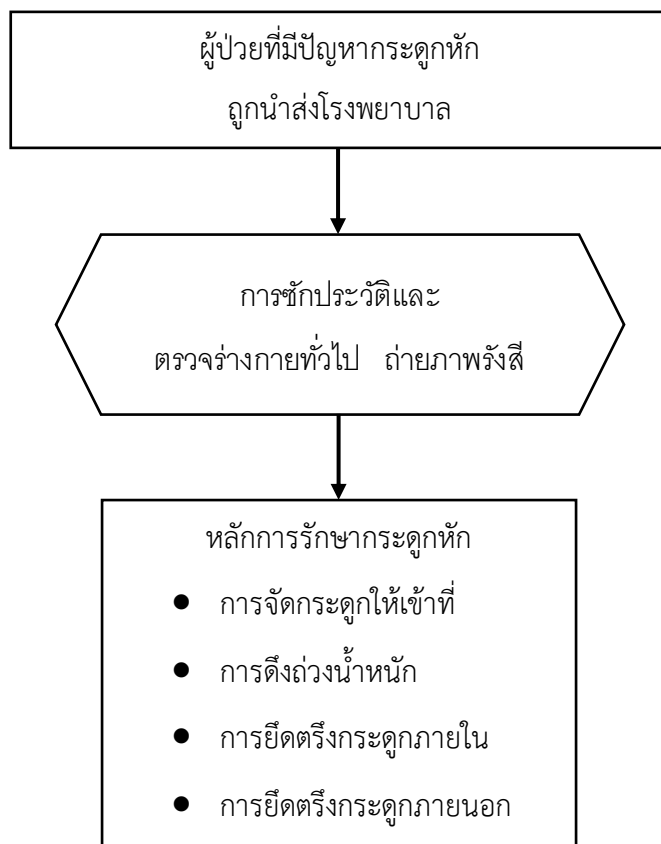 ผู้ป่วยที่มีปัญหากระดูกหัก
ถูกนำส่งโรงพยาบาล
การซักประวัติและ
ตรวจร่างกายทั่วไป ถ่ายภาพรังสี
หลักการรักษากระดูกหัก
● การจัดกระดูกให้เข้าที่
● การดึงถ่วงน้ำหนัก
● การยึดตรึงกระดูกภายใน
● การยึดตรึงกระดูกภายนอก